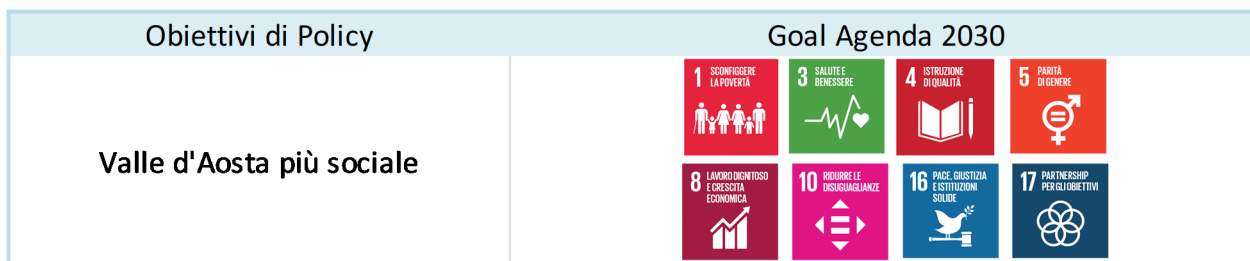 Obiettivi di Policy
Goal Agenda 2030
Valle d'Aosta più sociale
1 SCONFIGGERE
LA POVERTÀ
3 SALUTE E
BENESSERE
4 ISTRUZIONE
DI QUALITÀ
5 PARITÀ
DI GENERE
8 LAVORO DIGNITOSO
E CRESCITA
ECONOMICA
10 RIDURRE LE
DISUGUAGLIANZE
16 PACE, GIUSTIZIA
E ISTITUZIONI
SOLIDE
17 PARTNERSHIP
PER GLI OBIETTIVI